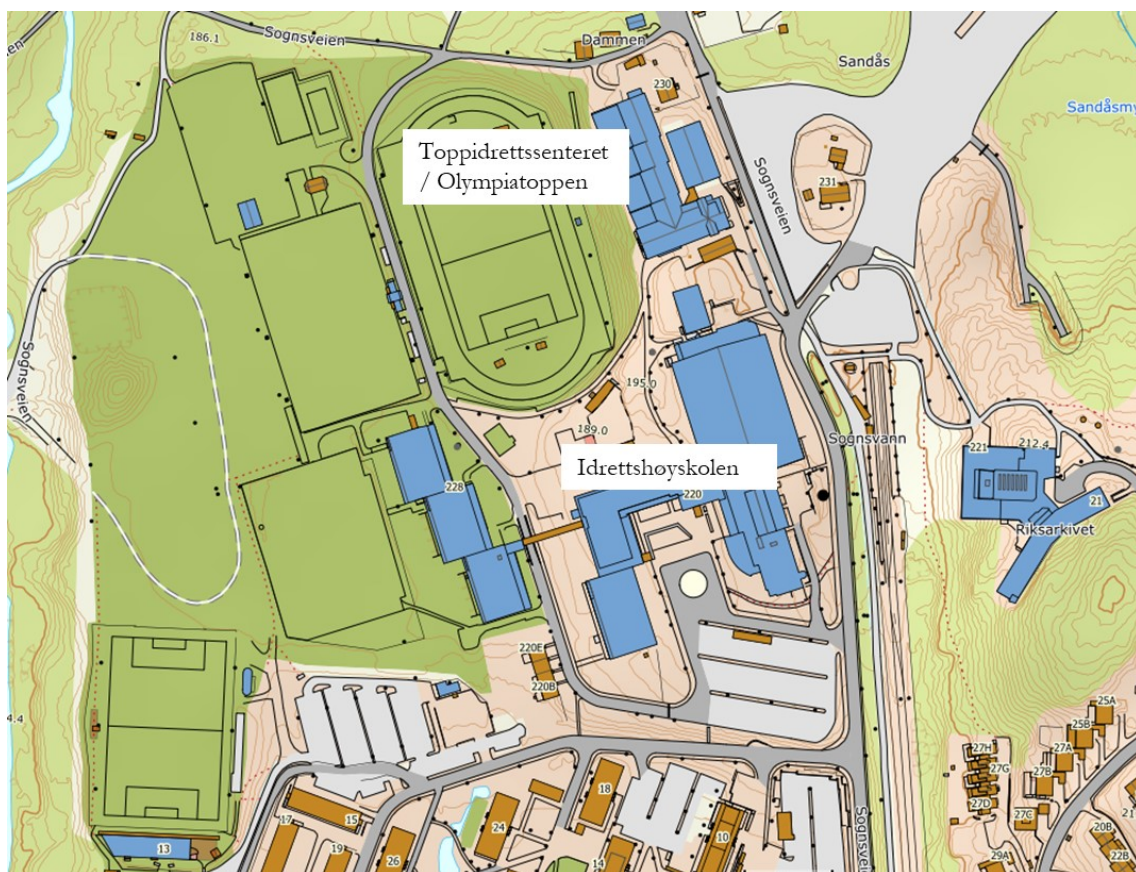 Sognsveien
186.1
Dammen
230
Sandås
Sandåsmy
Toppidrettssenteret
/ Olympiatoppen
Sognsveien
231
Sognsveien
195.0
189.0
Sognsvann
Idrettshøyskolen
228
220
221
212.4
21
Riksarkivet
220E
220B
4.4
25A
25B
27H
27A
27G
27B
27D
27C
18
15
17
24
10
13
19
26
14
Sognsvei
20B
22B
21
29A